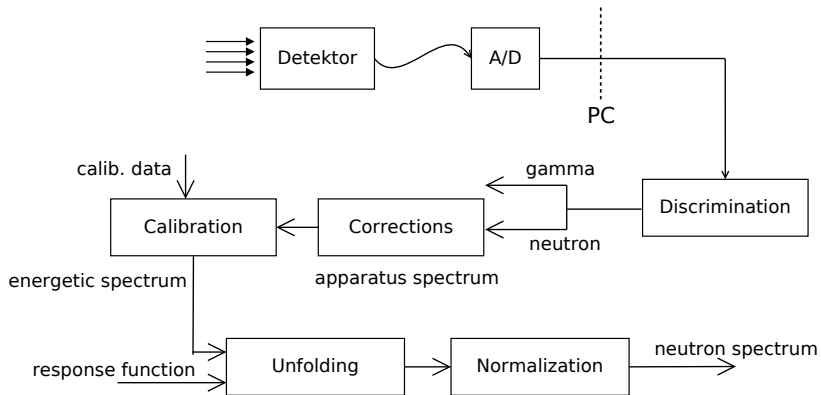 Detektor
A/D
PC
calib. data
gamma
Discrimination
Calibration
Corrections
neutron
energetic spectrum
apparatus spectrum
response function
Unfolding
Normalization
neutron spectrum